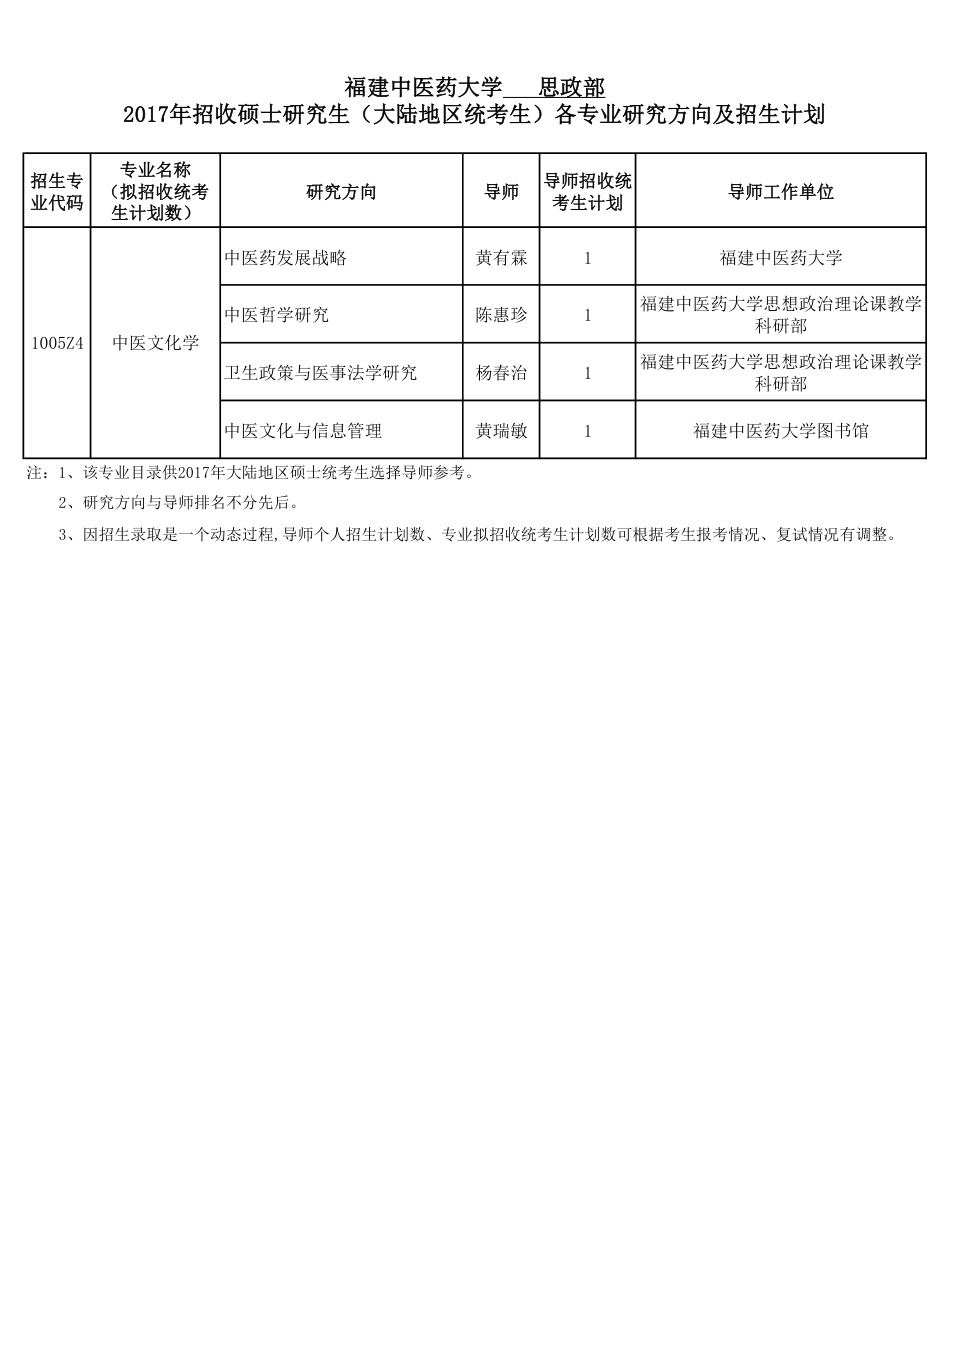 福建中医药大学   思政部
2017年招收硕士研究生（大陆地区统考生）各专业研究方向及招生计划
招生专
业代码
专业名称
（拟招收统考
生计划数）
研究方向
导师
导师招收统
考生计划
导师工作单位
1005Z4
中医文化学
中医药发展战略
黄有霖
1
福建中医药大学
中医哲学研究
陈惠珍
1
福建中医药大学思想政治理论课教学
科研部
卫生政策与医事法学研究
杨春治
1
福建中医药大学思想政治理论课教学
科研部
中医文化与信息管理
黄瑞敏
1
福建中医药大学图书馆
注：1、该专业目录供2017年大陆地区硕士统考生选择导师参考。
2、研究方向与导师排名不分先后。
3、因招生录取是一个动态过程,导师个人招生计划数、专业拟招收统考生计划数可根据考生报考情况、复试情况有调整。